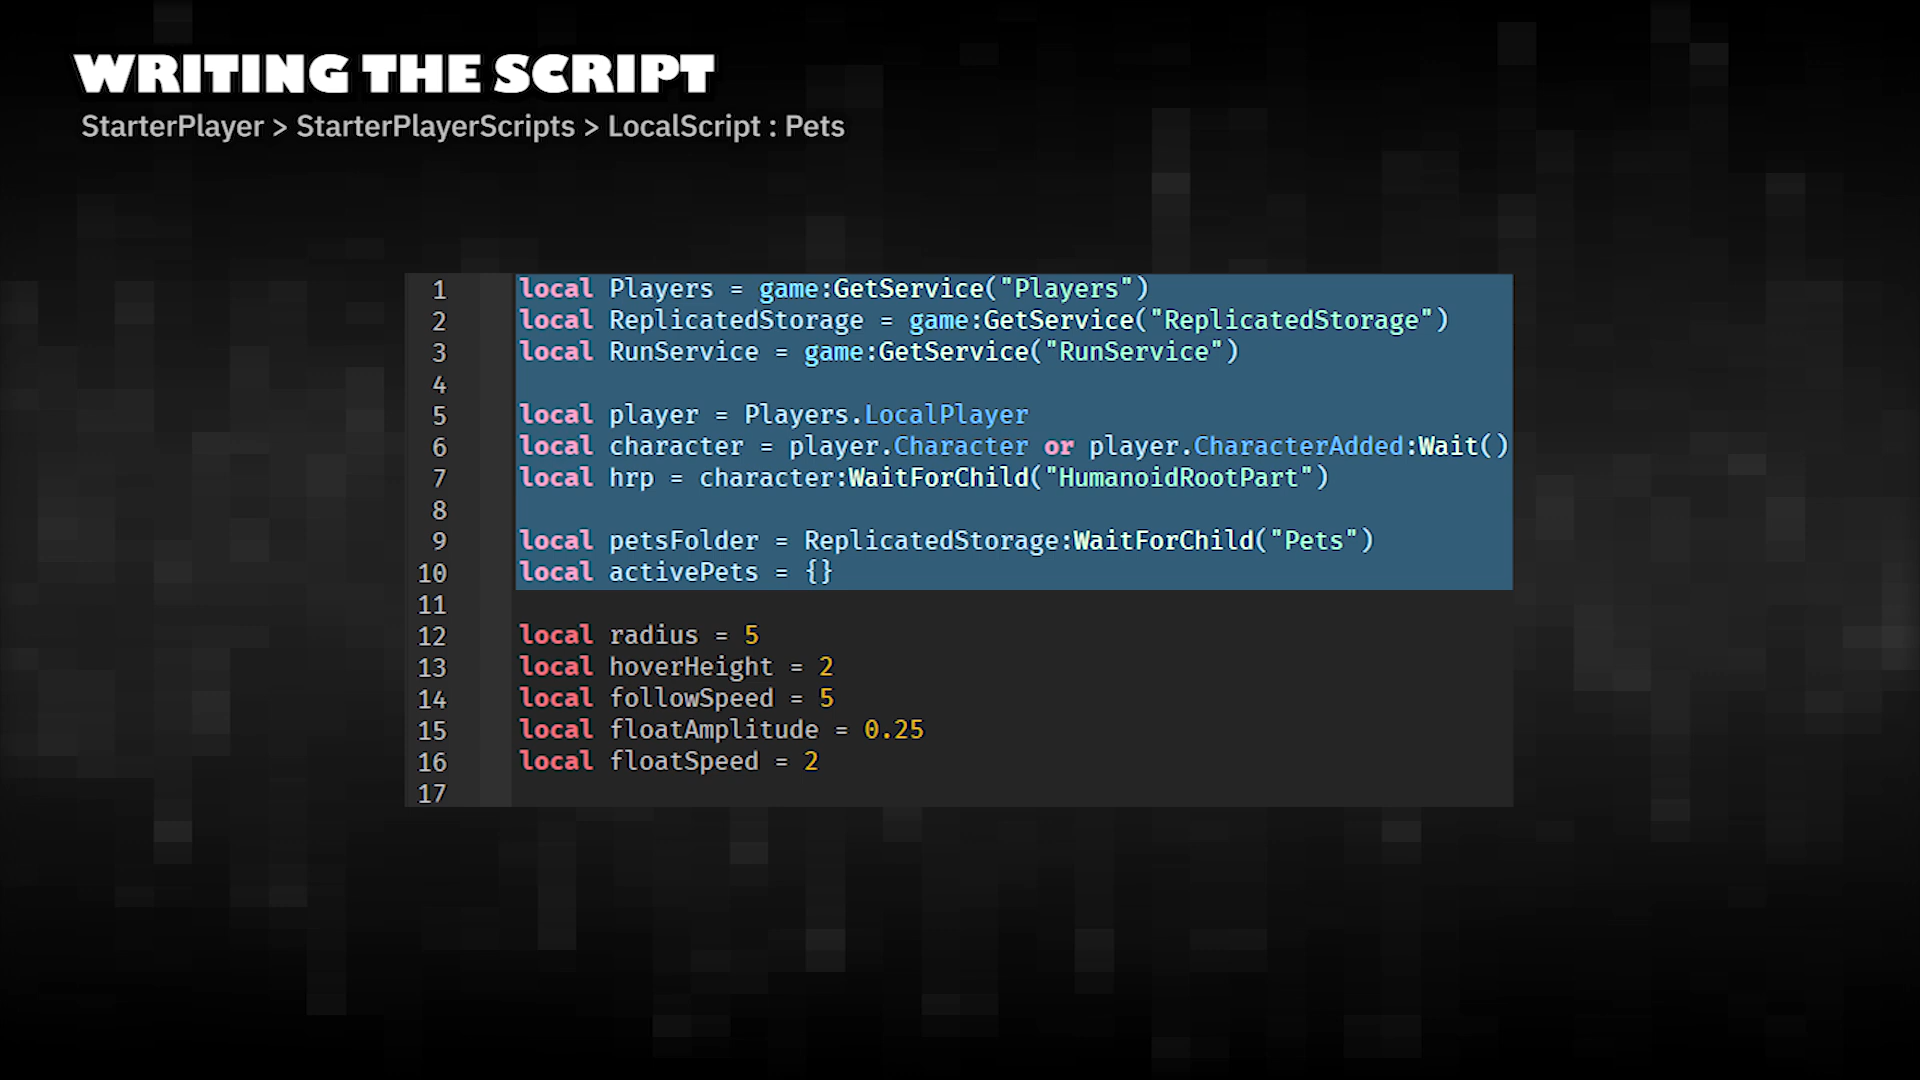 WRITING THE SCRIPT
StarterPlayer > StarterPlayerScripts > LocalScript : Pets
1 local Players = game:GetService("Players")
2 local ReplicatedStorage = game:GetService("ReplicatedStorage")
3 local RunService = game:GetService("RunService")
4
5 local player = Players.LocalPlayer
6 local character = player.Character or player.CharacterAdded:Wait()
7 local hrp = character:WaitForChild("HumanoidRootPart")
8
9 local petsFolder = ReplicatedStorage:WaitForChild("Pets")
10 local activePets = {}
11
12 local radius = 5
13 local hoverHeight = 2
14 local followSpeed = 5
15 local floatAmplitude = 0.25
16 local floatSpeed = 2
17